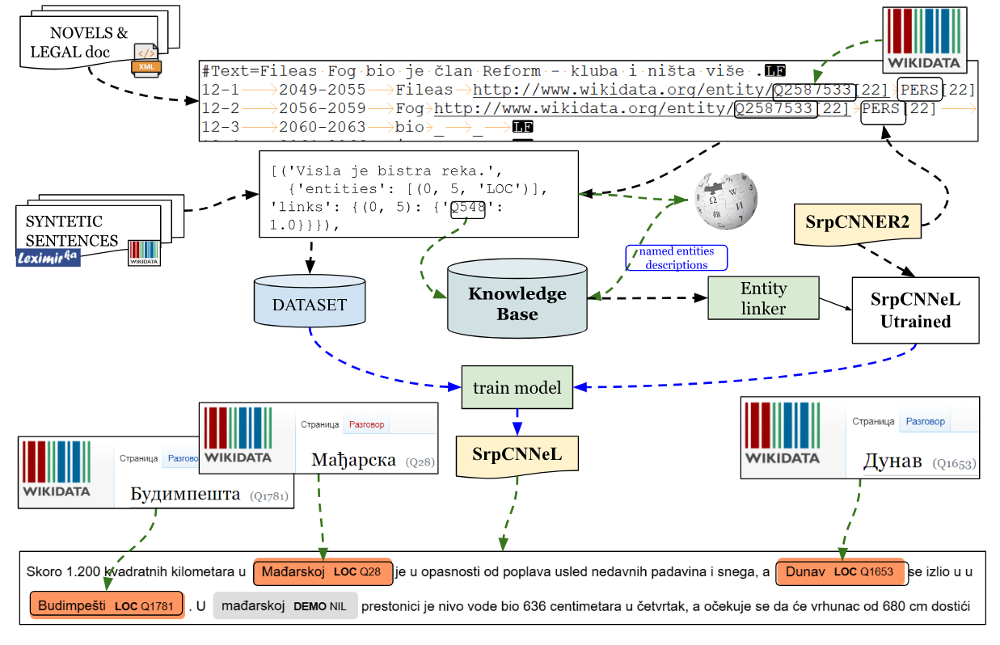 NOVELS &
LEGAL doc
</>
XML
WIKIDATA
#Text=Fileas Fog bio je član Reform - kluba i ništa više . LF
12-1 2049-2055 Fileas http://www.wikidata.org/entity/Q2587533[22] PERS[22]
12-2 2056-2059 Fog http://www.wikidata.org/entity/Q2587533[22] PERS[22]
12-3 2060-2063 bio _ _ LF
[('Visla je bistra reka.',
{'entities': [(0, 5, 'LOC')],
'links': {(0, 5): {'Q548':
1.0}}}),
SYNTETIC
SENTENCES
Leximirka
WIKIDATA
SrpCNNER2
named entities
descriptions
DATASET
Knowledge
Base
Entity
linker
SrpCNNeL
Utrained
train model
SrpCNNeL
WIKIDATA
Страница Разгово
Будимпешта (Q1781)
WIKIDATA
Страница Разговор
Мађарска (Q28)
WIKIDATA
Страница Разговор
Дунав (Q1653)
Skoro 1.200 kvadratnih kilometara u Mađarskoj LOC Q28 je u opasnosti od poplava usled nedavnih padavina i snega, a Dunav LOC Q1653 se izlio u u
Budimpešti LOC Q1781 . U mađarskoj DEMO NIL prestonici je nivo vode bio 636 centimetara u četvrtak, a očekuje se da će vrhunac od 680 cm dostići